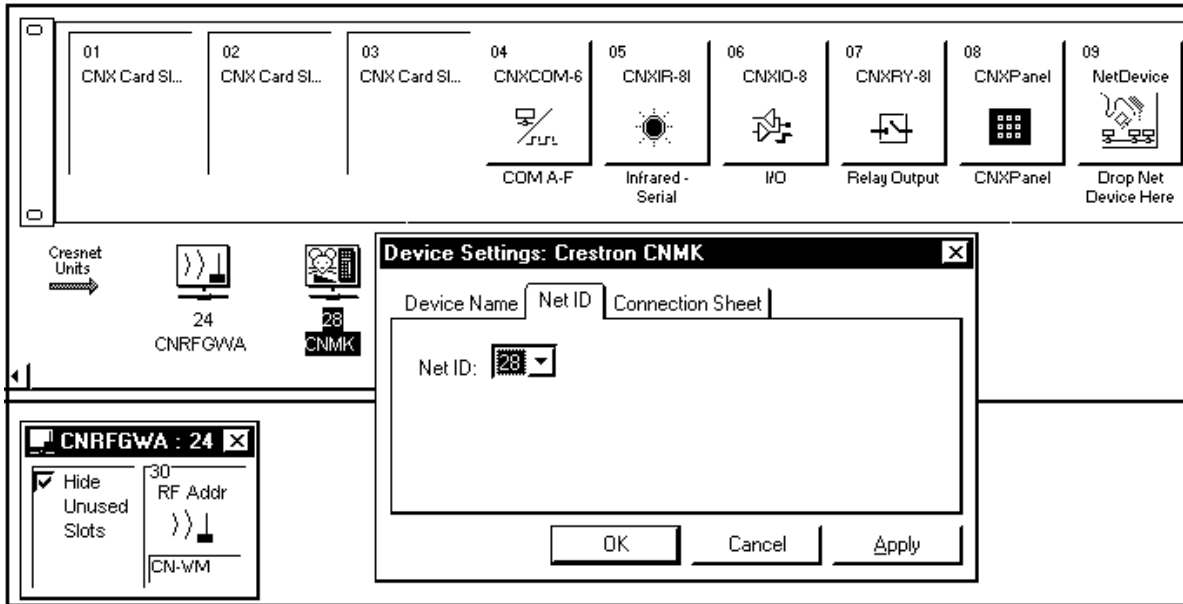 01
CNX Card Sl...
02
CNX Card Sl...
03
CNX Card Sl...
04
CNXCOM-6
COM A-F
05
CNXIR-8I
Infrared -
Serial
06
CNXIO-8
I/O
07
CNXRY-8I
Relay Output
08
CNXPanel
CNXPanel
09
NetDevice
Drop Net
Device Here
Cresnet
Units
24
CNRFGWA
28
CNMK
Device Settings: Crestron CNMK
Device Name
Net ID
Connection Sheet
Net ID: 28
OK
Cancel
Apply
CNRFGWA : 24
Hide
Unused
Slots
30
RF Addr
CN-WM